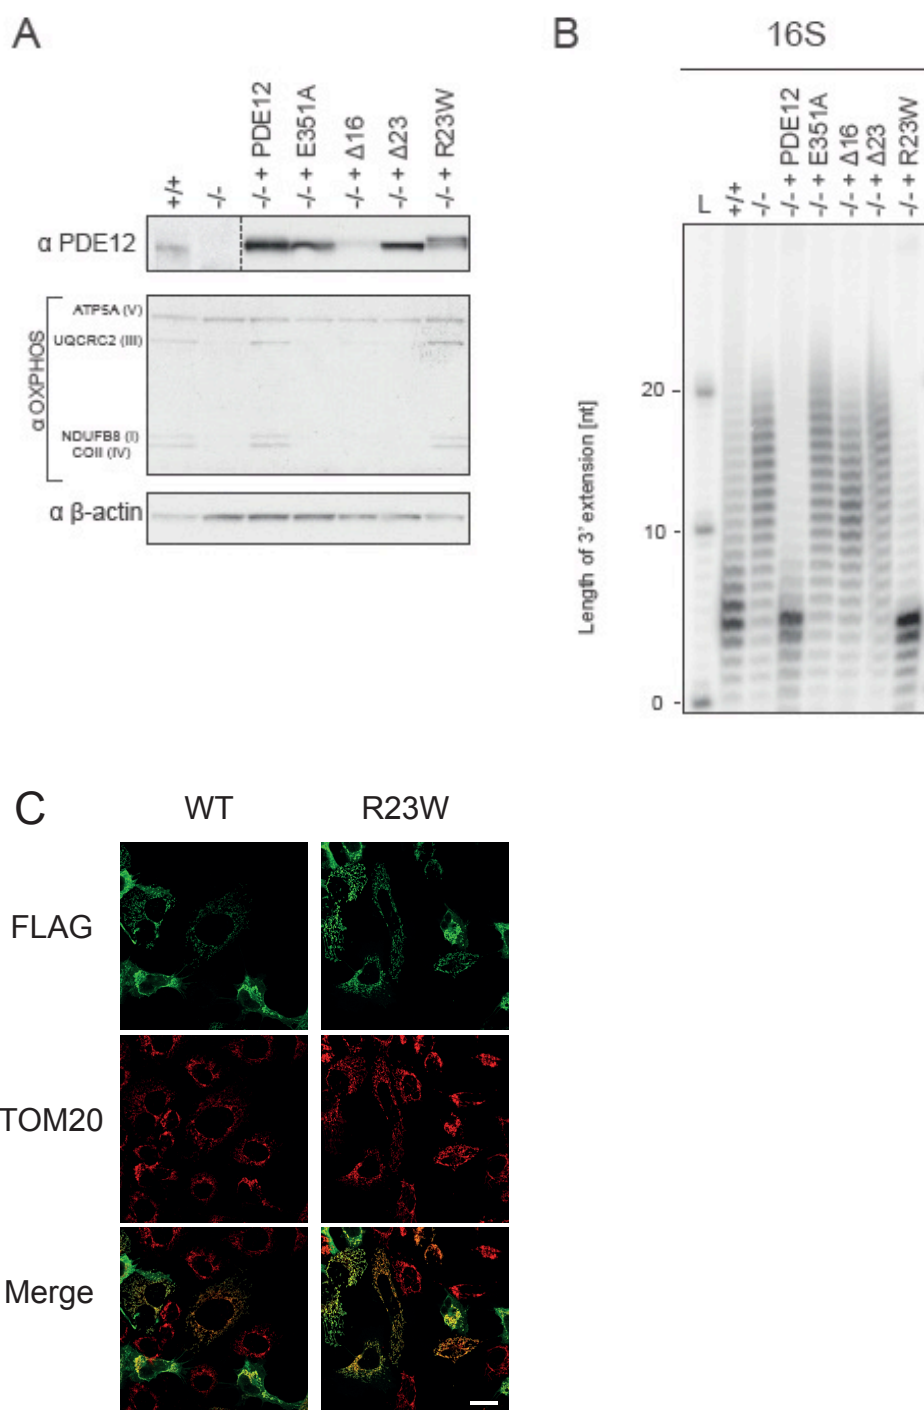 A
+/+
-/-
-/- + PDE12
-/- + E351A
-/- + Δ16
-/- + Δ23
-/- + R23W
α PDE12
α OXPHOS
ATP5A (V)
UQCRC2 (III)
NDUFB8 (I)
COII (IV)
α β-actin
B
16S
L
+/+
-/-
-/- + PDE12
-/- + E351A
-/- + Δ16
-/- + Δ23
-/- + R23W
Length of 3' extension [nt]
20
10
0
C
WT
R23W
FLAG
TOM20
Merge